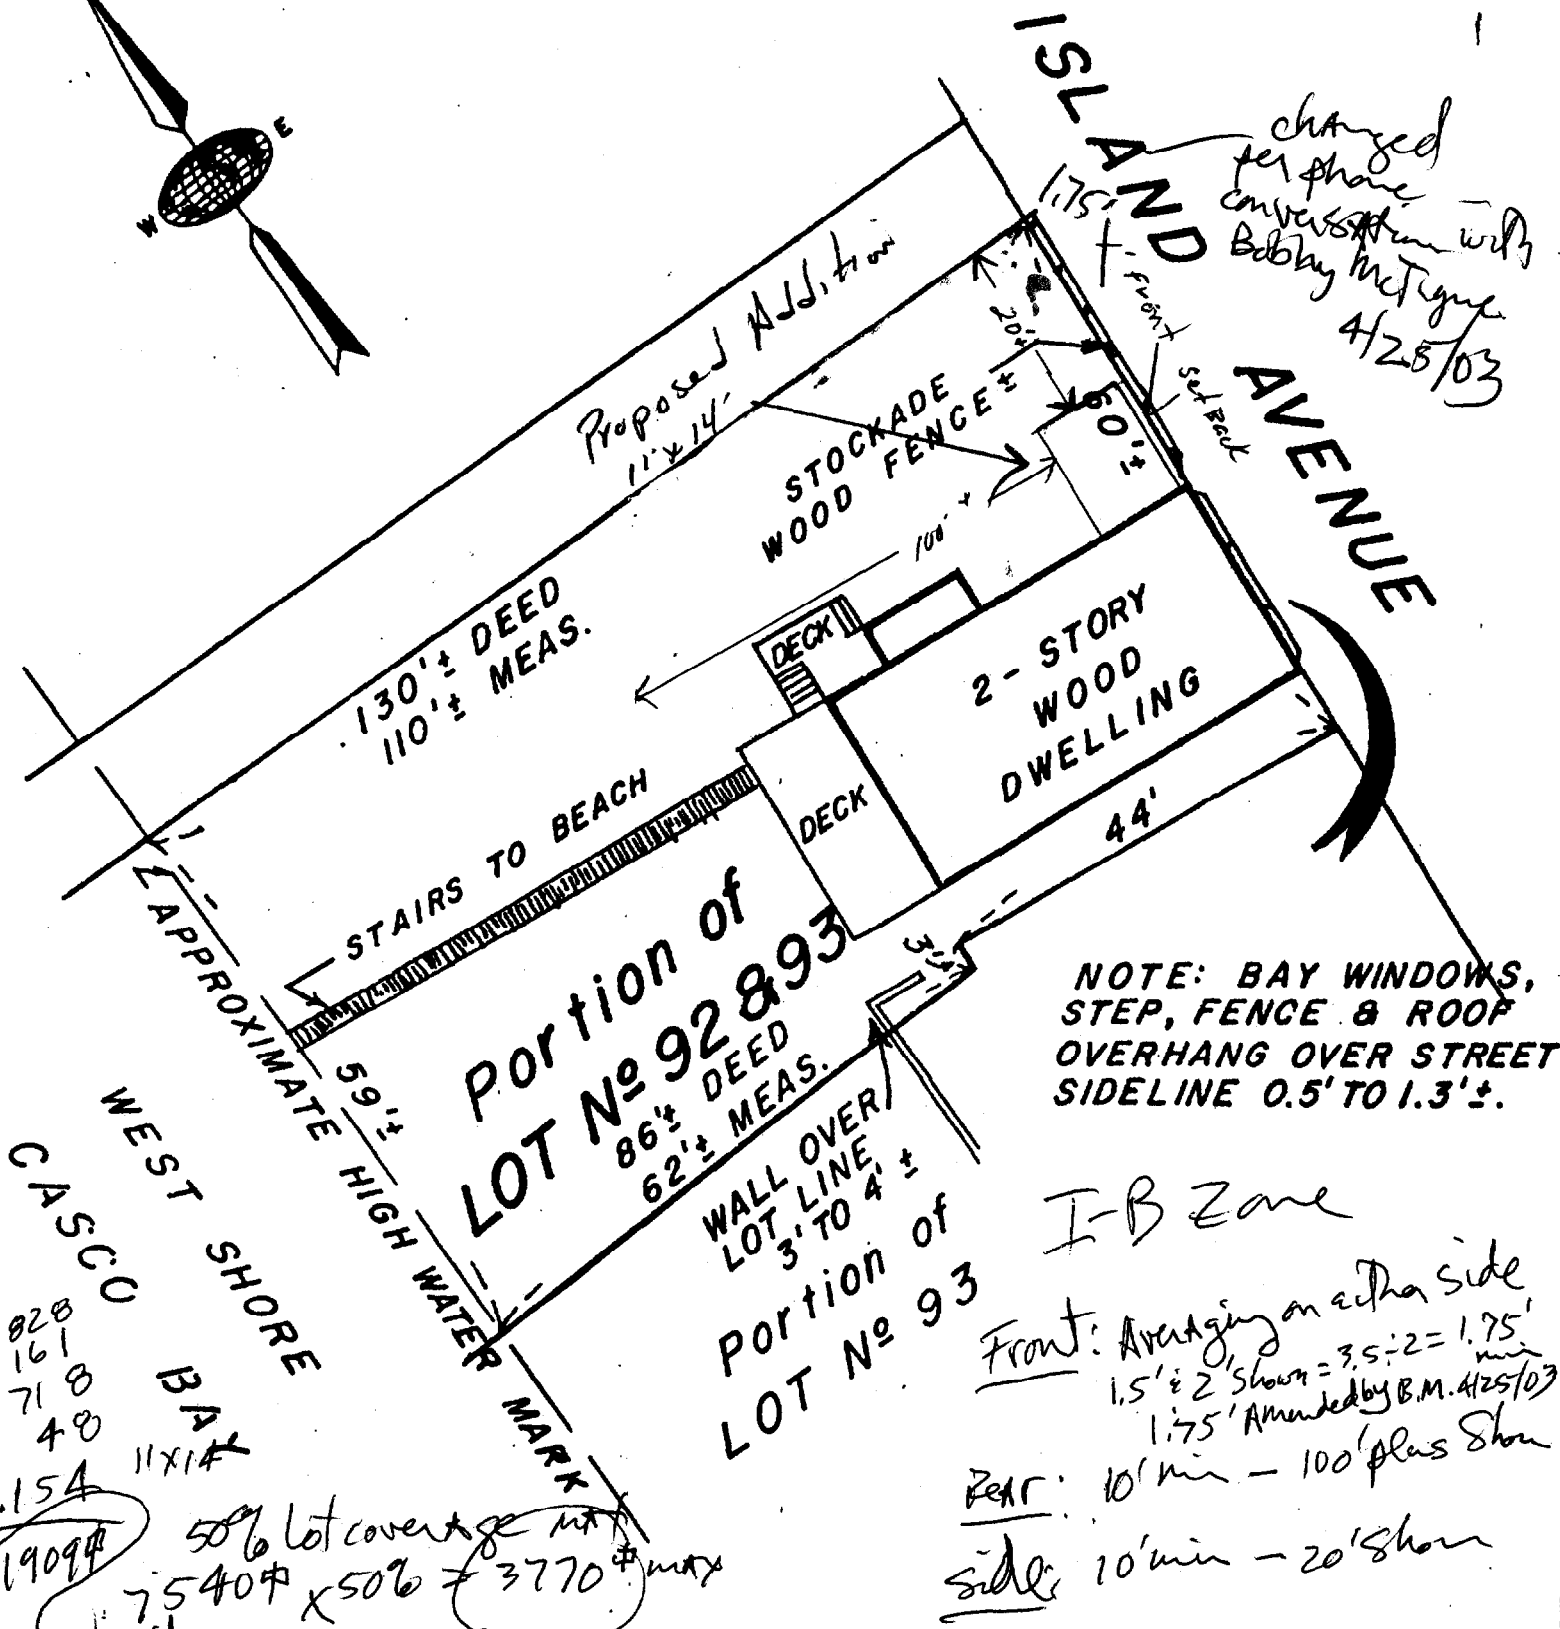 1
ISLAND
AVENUE
E
W
changed
per phone
conversation with
Bobby McTigue
4/25/03
1.75'
front
set Back
Proposed Addition
11' x 14'
20'±
60'±
STOCKADE
WOOD FENCE±
100'+
130'± DEED
110'± MEAS.
DECK
2-STORY
WOOD
DWELLING
DECK
44'
STAIRS TO BEACH
3'±
Portion of
LOT Nº 92 & 93
86'± DEED
62'± MEAS.
59'±
APPROXIMATE HIGH WATER MARK
WEST SHORE
CASCO BAY
WALL OVER
LOT LINE
3' TO 4'±
Portion of
LOT Nº 93
NOTE: BAY WINDOWS,
STEP, FENCE & ROOF
OVERHANG OVER STREET
SIDELINE 0.5' TO 1.3'±.
I-B Zone
Front: Averaging on either side
1.5' & 2' shown = 3.5 ÷ 2 = 1.75'
min
1.75' Amended by B.M. 4/25/03
Rear: 10' min - 100' plus Shown
side: 10' min - 20' shown
828
161
718
48
154 11x14
1909#
50% lot coverage max
7540# x 50% = 3770# max